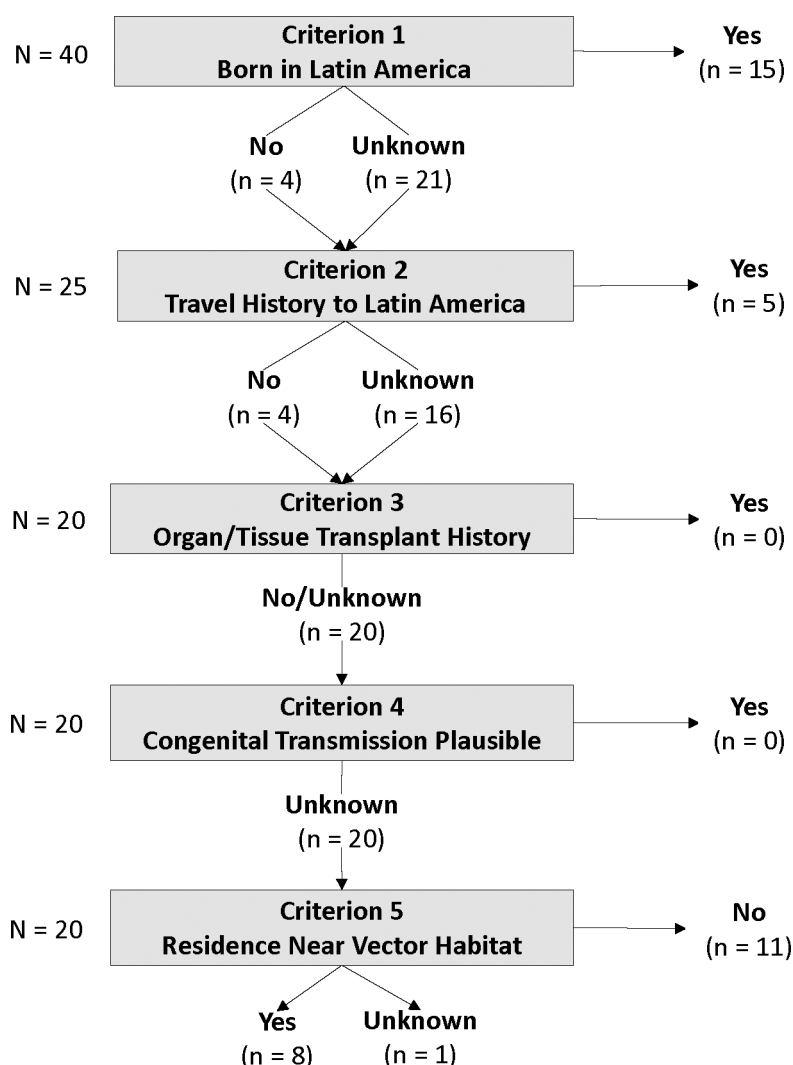 N = 40
Criterion 1
Born in Latin America
Yes
(n = 15)
No
(n = 4)
Unknown
(n = 21)
N = 25
Criterion 2
Travel History to Latin America
Yes
(n = 5)
No
(n = 4)
Unknown
(n = 16)
N = 20
Criterion 3
Organ/Tissue Transplant History
Yes
(n = 0)
No/Unknown
(n = 20)
N = 20
Criterion 4
Congenital Transmission Plausible
Yes
(n = 0)
Unknown
(n = 20)
N = 20
Criterion 5
Residence Near Vector Habitat
No
(n = 11)
Yes
(n = 8)
Unknown
(n = 1)